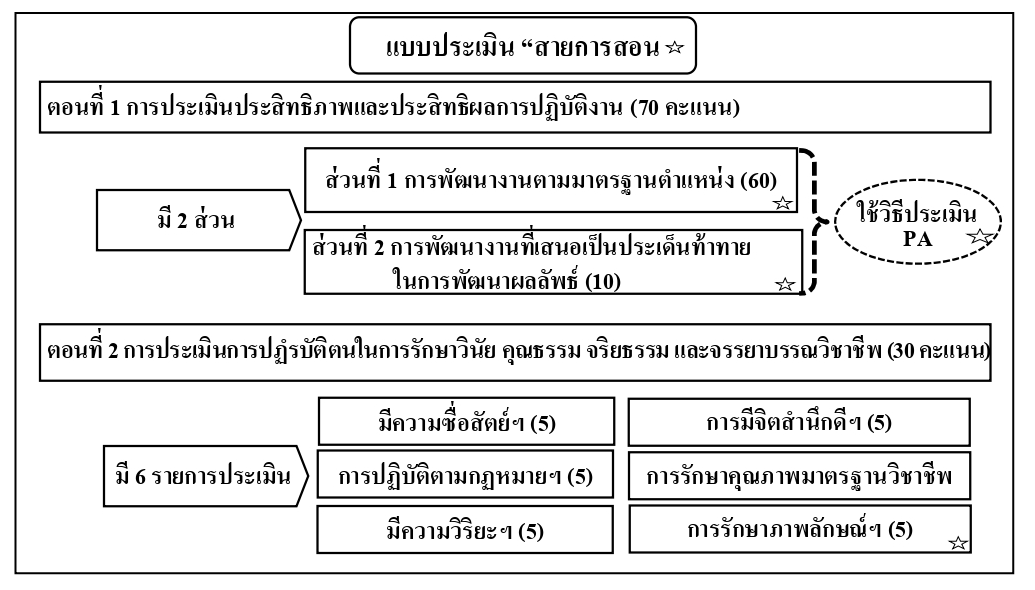 แบบประเมิน “สายการสอน
ตอนที่ 1 การประเมินประสิทธิภาพและประสิทธิผลการปฏิบัติงาน (70 คะแนน)
ส่วนที่ 1 การพัฒนางานตามมาตรฐานตำแหน่ง (60)
มี 2 ส่วน
ใช้วิธีประเมิน
PA
ส่วนที่ 2 การพัฒนางานที่เสนอเป็นประเด็นท้าทาย
ในการพัฒนาผลลัพธ์ (10)
ตอนที่ 2 การประเมินการปฏิรบัติตนในการรักษาวินัย คุณธรรม จริยธรรม และจรรยาบรรณวิชาชีพ (30 คะแนน)
มีความซื่อสัตย์ฯ (5)
การมีจิตสำนึกดีฯ (5)
มี 6 รายการประเมิน
การปฏิบัติตามกฎหมายฯ (5)
การรักษาคุณภาพมาตรฐานวิชาชีพ
มีความวิริยะฯ (5)
การรักษาภาพลักษณ์ฯ (5)